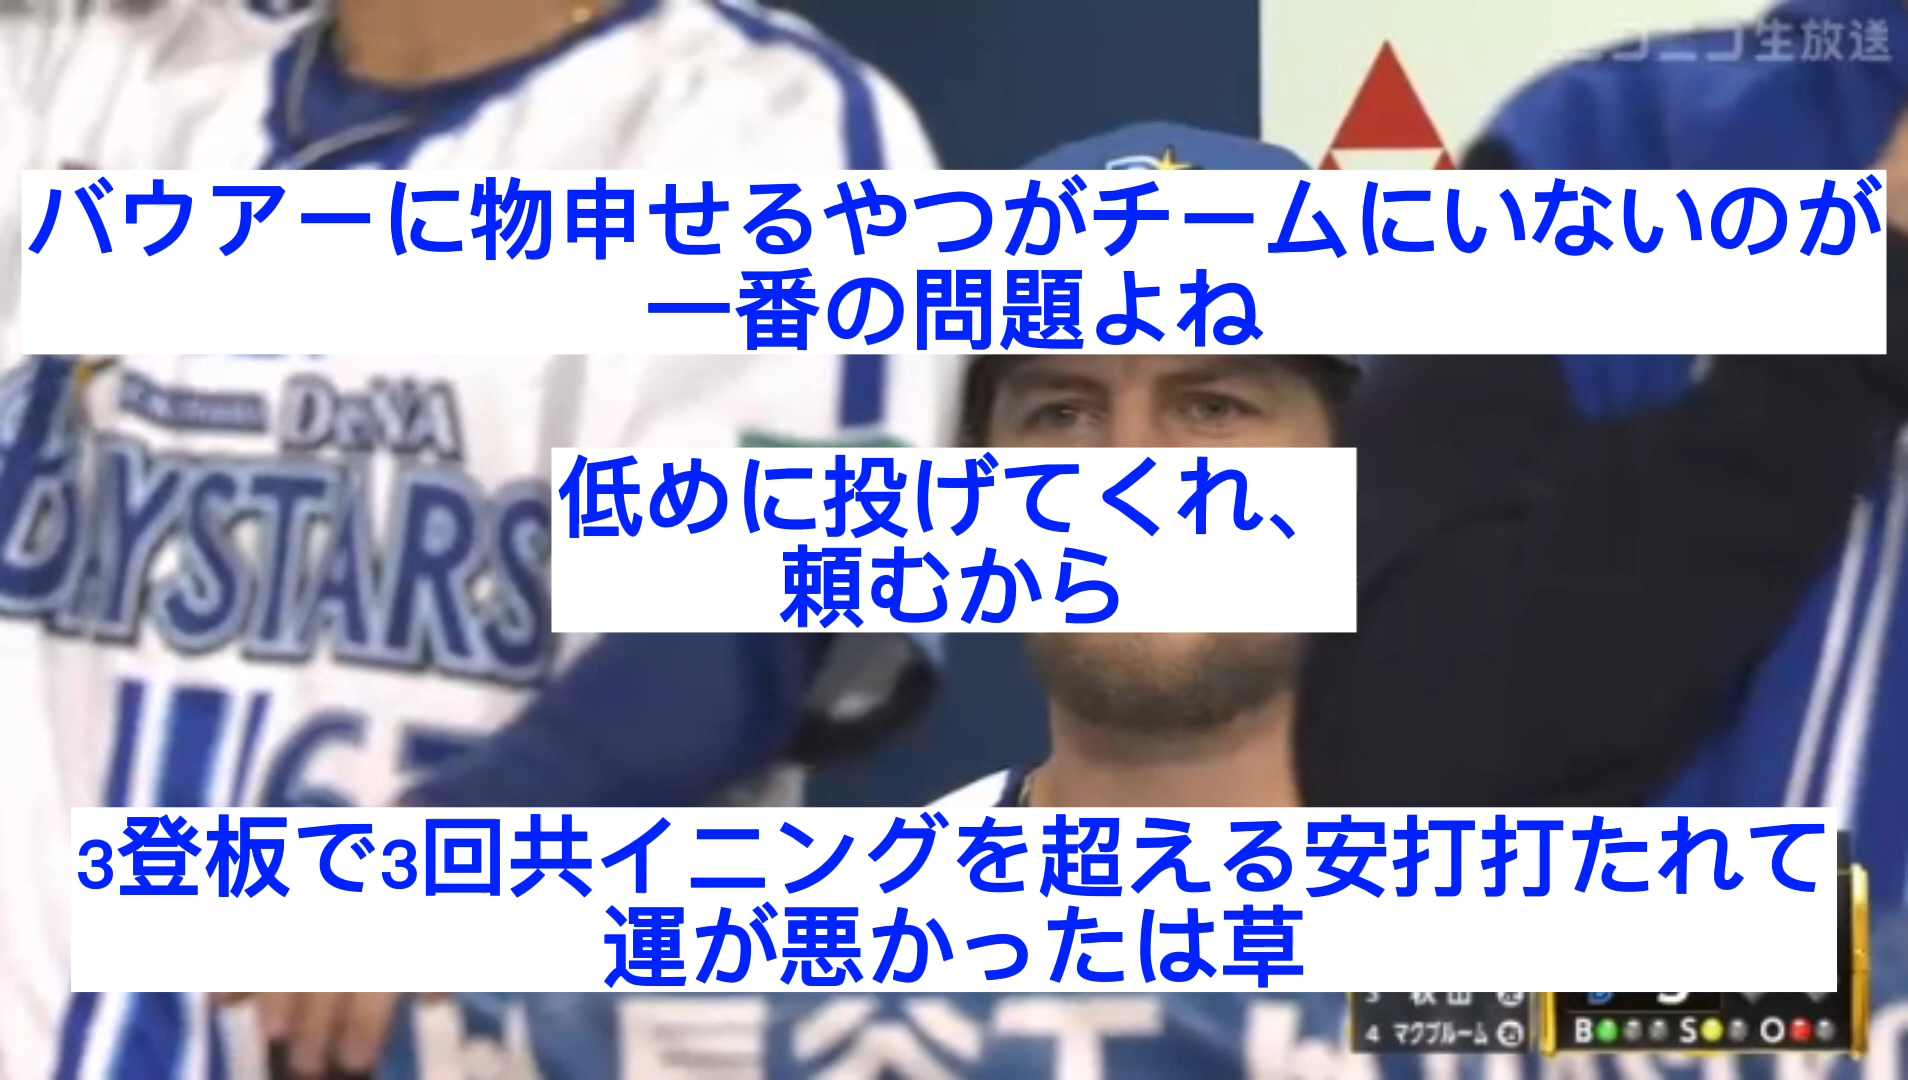 ニコニコ生放送
バウアーに物申せるやつがチームにいないのが
一番の問題よね
DeNA
BAYSTARS
低めに投げてくれ、
頼むから
67
3登板で3回共イニングを超える安打打たれて
運が悪かったは草
3 秋山
4 マクブルーム
B S O